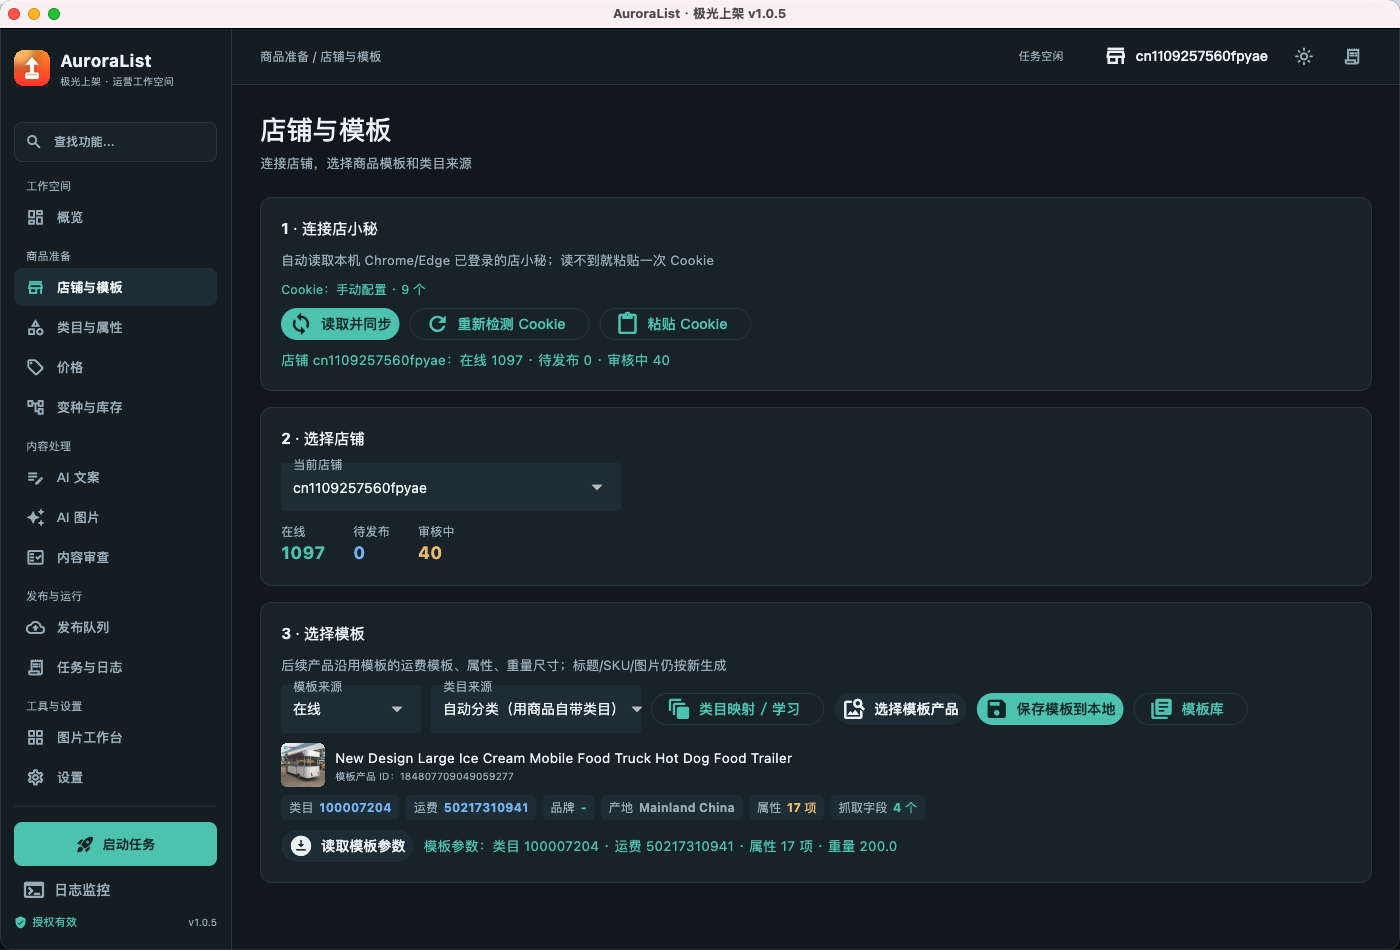 AuroraList · 极光上架 v1.0.5
AuroraList
极光上架 · 运营工作空间
查找功能...
工作空间
概览
商品准备
店铺与模板
类目与属性
价格
变种与库存
内容处理
AI 文案
AI 图片
内容审查
发布与运行
发布队列
任务与日志
工具与设置
图片工作台
设置
启动任务
日志监控
授权有效 v1.0.5
商品准备 / 店铺与模板 任务空闲 cn1109257560fpyae
店铺与模板
连接店铺，选择商品模板和类目来源
1 · 连接店小秘
自动读取本机 Chrome/Edge 已登录的店小秘；读不到就粘贴一次 Cookie
Cookie：手动配置 · 9 个
读取并同步 重新检测 Cookie 粘贴 Cookie
店铺 cn1109257560fpyae：在线 1097 · 待发布 0 · 审核中 40
2 · 选择店铺
当前店铺
cn1109257560fpyae
在线 待发布 审核中
1097 0 40
3 · 选择模板
后续产品沿用模板的运费模板、属性、重量尺寸；标题/SKU/图片仍按新生成
模板来源 类目来源
在线 自动分类（用商品自带类目） 类目映射 / 学习 选择模板产品 保存模板到本地 模板库
New Design Large Ice Cream Mobile Food Truck Hot Dog Food Trailer
模板产品 ID：184807709049059277
类目 100007204 运费 50217310941 品牌 - 产地 Mainland China 属性 17 项 抓取字段 4 个
读取模板参数 模板参数：类目 100007204 · 运费 50217310941 · 属性 17 项 · 重量 200.0